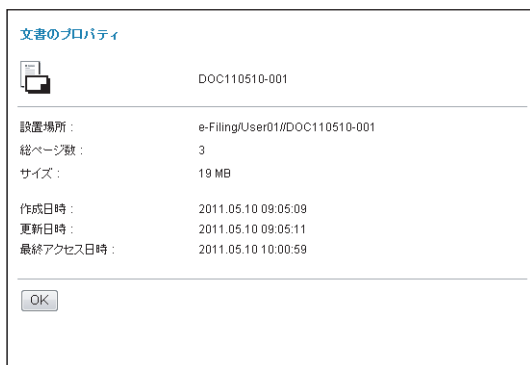 文書のプロパティ
DOC110510-001
設置場所 : e-Filing/User01//DOC110510-001
総ページ数 : 3
サイズ : 19 MB
作成日時 : 2011.05.10 09:05:09
更新日時 : 2011.05.10 09:05:11
最終アクセス日時 : 2011.05.10 10:00:59
OK